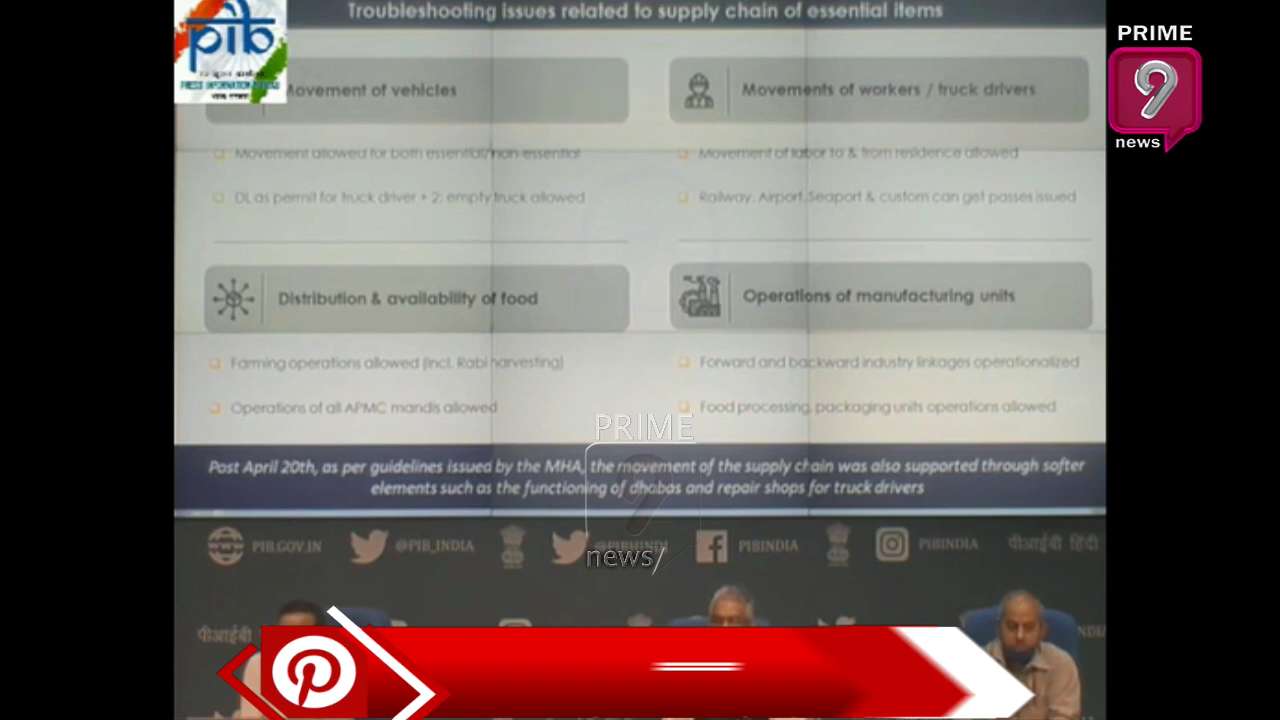 Troubleshooting issues related to supply chain of essential items
PRIME
9
news
pib
PRESS INFORMATION
Movement of vehicles
Movements of workers / truck drivers
Movement allowed for both essential/non-essential
Movement of labor to & from residence allowed
DL as permit for truck driver + 2; empty truck allowed
Railway, Airport, Seaport & custom can get passes issued
Distribution & availability of food
Operations of manufacturing units
Farming operations allowed (incl. Rabi harvesting)
Forward and backward industry linkages operationalized
Operations of all APMC mandis allowed
Food processing, packaging units operations allowed
PRIME
9
news
Post April 20th, as per guidelines issued by the MHA, the movement of the supply chain was also supported through softer
elements such as the functioning of dhabas and repair shops for truck drivers
PIB.GOV.IN
@PIB_INDIA
@PIBHINDI
PIBINDIA
PIBINDIA
पीआईबी हिंदी
पीआईबी